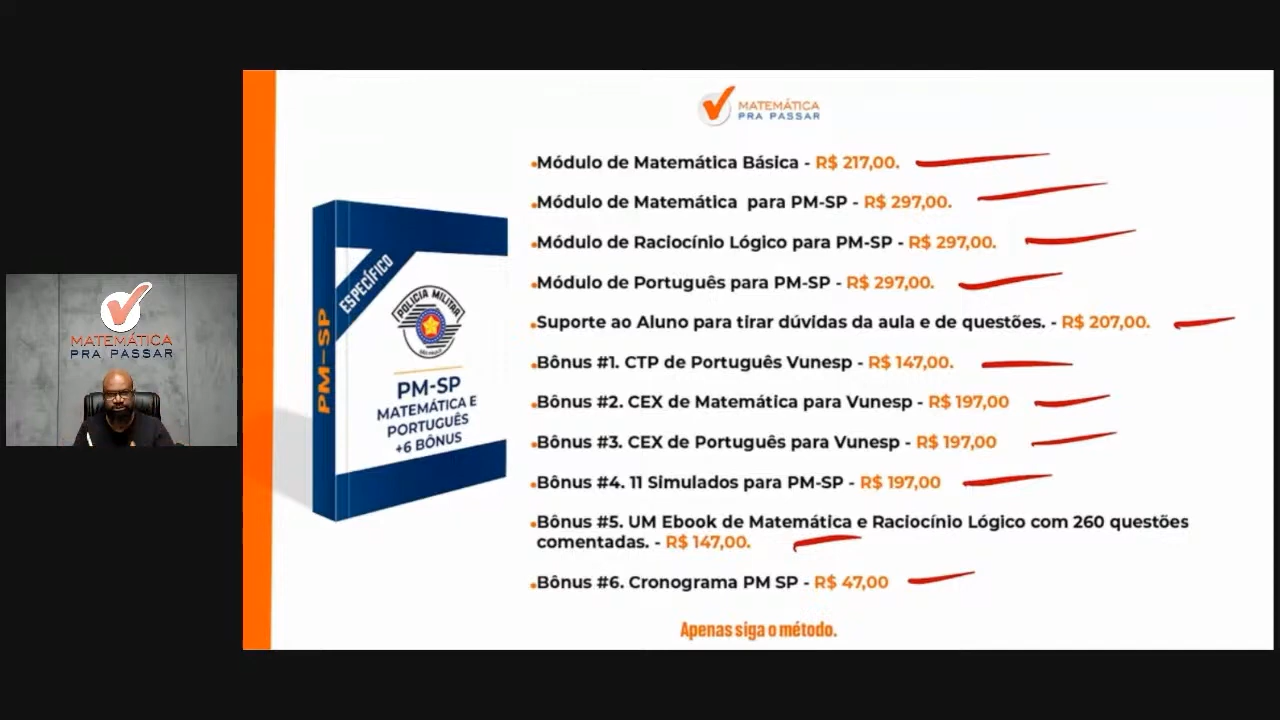 MATEMÁTICA
PRA PASSAR
MATEMÁTICA
PRA PASSAR
PM-SP
ESPECÍFICO
POLÍCIA MILITAR
SÃO PAULO
PM-SP
MATEMÁTICA E
PORTUGUÊS
+6 BÔNUS
•Módulo de Matemática Básica - R$ 217,00.
•Módulo de Matemática para PM-SP - R$ 297,00.
•Módulo de Raciocínio Lógico para PM-SP - R$ 297,00.
•Módulo de Português para PM-SP - R$ 297,00.
•Suporte ao Aluno para tirar dúvidas da aula e de questões. - R$ 207,00.
•Bônus #1. CTP de Português Vunesp - R$ 147,00.
•Bônus #2. CEX de Matemática para Vunesp - R$ 197,00
•Bônus #3. CEX de Português para Vunesp - R$ 197,00
•Bônus #4. 11 Simulados para PM-SP - R$ 197,00
•Bônus #5. UM Ebook de Matemática e Raciocínio Lógico com 260 questões
comentadas. - R$ 147,00.
•Bônus #6. Cronograma PM SP - R$ 47,00
Apenas siga o método.